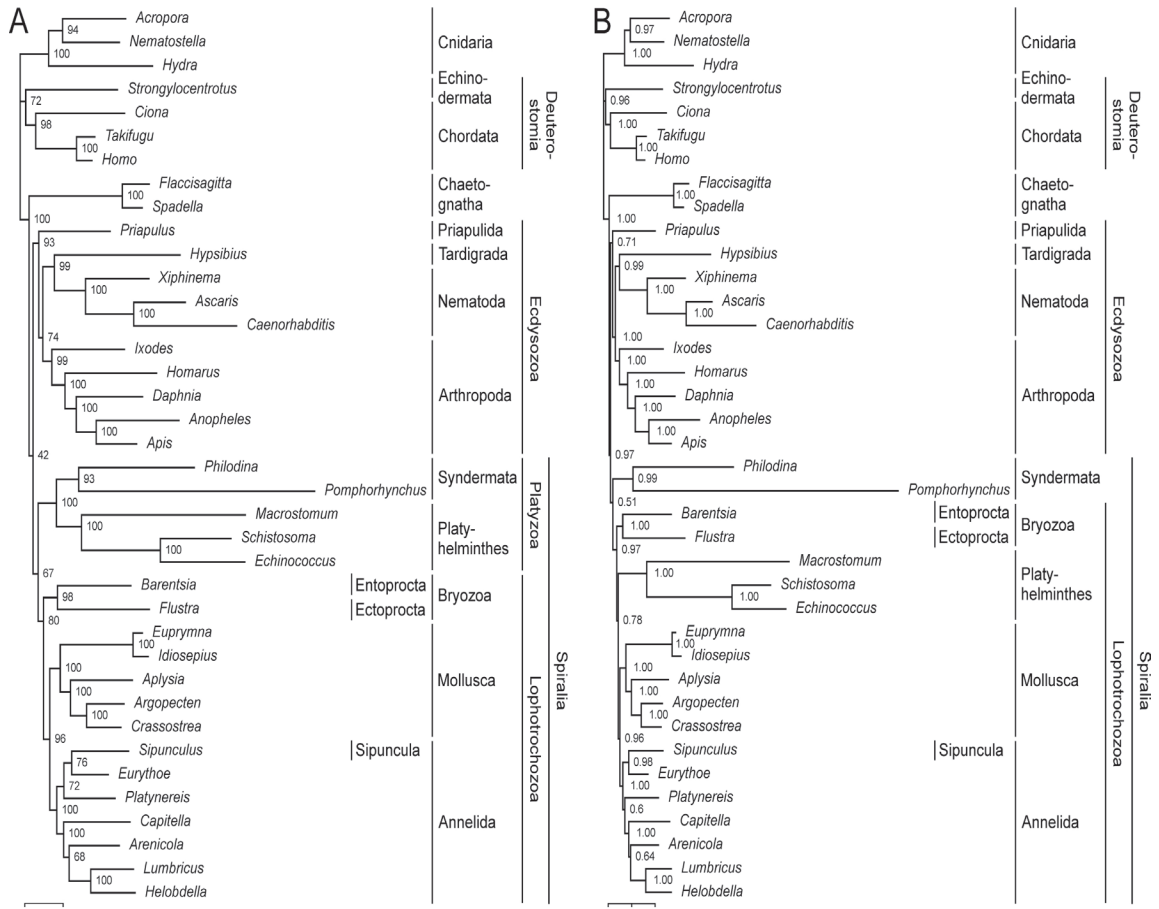 A
Acropora
94
Nematostella
100
Hydra
Cnidaria
Strongylocentrotus
72
Echino-
dermata
Ciona
98
Takifugu
100
Homo
Chordata
Deutero-
stomia
Flaccisagitta
100
Spadella
Chaeto-
gnatha
100
Priapulus
Priapulida
93
Hypsibius
Tardigrada
99
Xiphinema
100
Ascaris
100
Caenorhabditis
Nematoda
74
Ixodes
99
Homarus
100
Daphnia
100
Anopheles
100
Apis
Arthropoda
Ecdysozoa
42
Philodina
93
Pomphorhynchus
Syndermata
100
Macrostomum
100
Schistosoma
100
Echinococcus
Platy-
helminthes
Platyzoa
67
Barentsia
Entoprocta
98
Flustra
Ectoprocta
Bryozoa
80
Euprymna
100
Idiosepius
100
Aplysia
100
Argopecten
100
Crassostrea
Mollusca
96
Sipunculus
Sipuncula
76
Eurythoe
72
Platynereis
100
Capitella
100
Arenicola
68
Lumbricus
100
Helobdella
Annelida
Lophotrochozoa
Spiralia
B
Acropora
0.97
Nematostella
1.00
Hydra
Cnidaria
Strongylocentrotus
0.96
Echino-
dermata
Ciona
1.00
Takifugu
1.00
Homo
Chordata
Deutero-
stomia
Flaccisagitta
1.00
Spadella
Chaeto-
gnatha
1.00
Priapulus
Priapulida
0.71
Hypsibius
Tardigrada
0.99
Xiphinema
1.00
Ascaris
1.00
Caenorhabditis
Nematoda
1.00
Ixodes
1.00
Homarus
1.00
Daphnia
1.00
Anopheles
1.00
Apis
Arthropoda
Ecdysozoa
0.97
Philodina
0.99
Pomphorhynchus
Syndermata
0.51
Barentsia
Entoprocta
1.00
Flustra
Ectoprocta
Bryozoa
0.97
Macrostomum
1.00
Schistosoma
1.00
Echinococcus
Platy-
helminthes
0.78
Euprymna
1.00
Idiosepius
1.00
Aplysia
1.00
Argopecten
1.00
Crassostrea
Mollusca
0.96
Sipunculus
Sipuncula
0.98
Eurythoe
1.00
Platynereis
0.6
Capitella
1.00
Arenicola
0.64
Lumbricus
1.00
Helobdella
Annelida
Lophotrochozoa
Spiralia